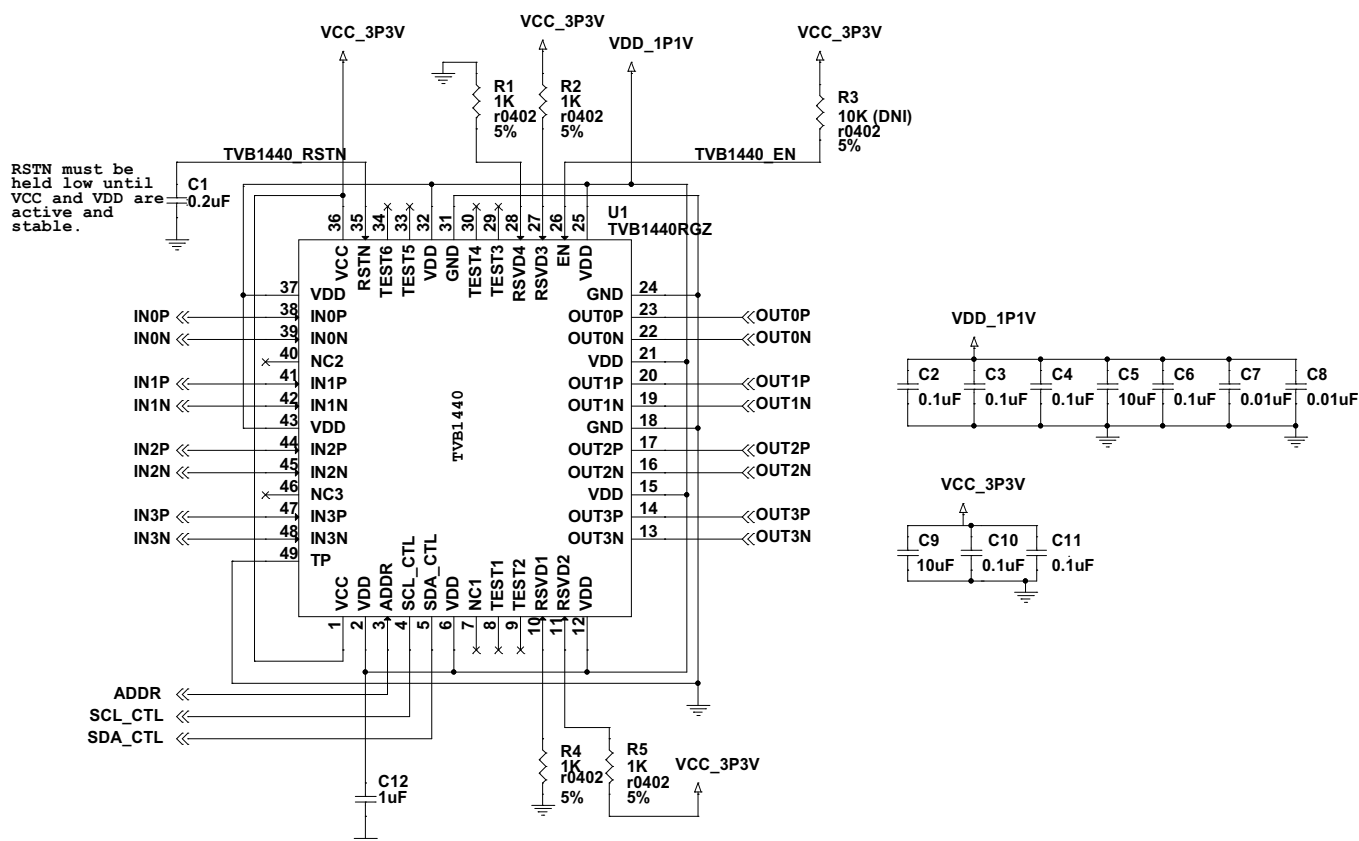 VCC_3P3V
VCC_3P3V
VDD_1P1V
VCC_3P3V
R1
1K
r0402
5%
R2
1K
r0402
5%
R3
10K (DNI)
r0402
5%
TVB1440_RSTN
TVB1440_EN
RSTN must be
held low until
VCC and VDD are
active and
stable.
C1
0.2uF
U1
TVB1440RGZ
36
35
34
33
32
31
30
29
28
27
26
25
VCC
RSTN
TEST6
TEST5
VDD
GND
TEST4
TEST3
RSVD4
RSVD3
EN
VDD
37 VDD
IN0P 38 IN0P
IN0N 39 IN0N
40 NC2
IN1P 41 IN1P
IN1N 42 IN1N
43 VDD
IN2P 44 IN2P
IN2N 45 IN2N
46 NC3
IN3P 47 IN3P
IN3N 48 IN3N
49 TP
TVB1440
GND 24
OUT0P 23 OUT0P
OUT0N 22 OUT0N
VDD 21
OUT1P 20 OUT1P
OUT1N 19 OUT1N
GND 18
OUT2P 17 OUT2P
OUT2N 16 OUT2N
VDD 15
OUT3P 14 OUT3P
OUT3N 13 OUT3N
VCC
VDD
ADDR
SCL_CTL
SDA_CTL
VDD
NC1
TEST1
TEST2
RSVD1
RSVD2
VDD
1
2
3
4
5
6
7
8
9
10
11
12
ADDR
SCL_CTL
SDA_CTL
C12
1uF
R4
1K
r0402
5%
R5
1K
r0402
5%
VCC_3P3V
VDD_1P1V
C2
0.1uF
C3
0.1uF
C4
0.1uF
C5
10uF
C6
0.1uF
C7
0.01uF
C8
0.01uF
VCC_3P3V
C9
10uF
C10
0.1uF
C11
0.1uF